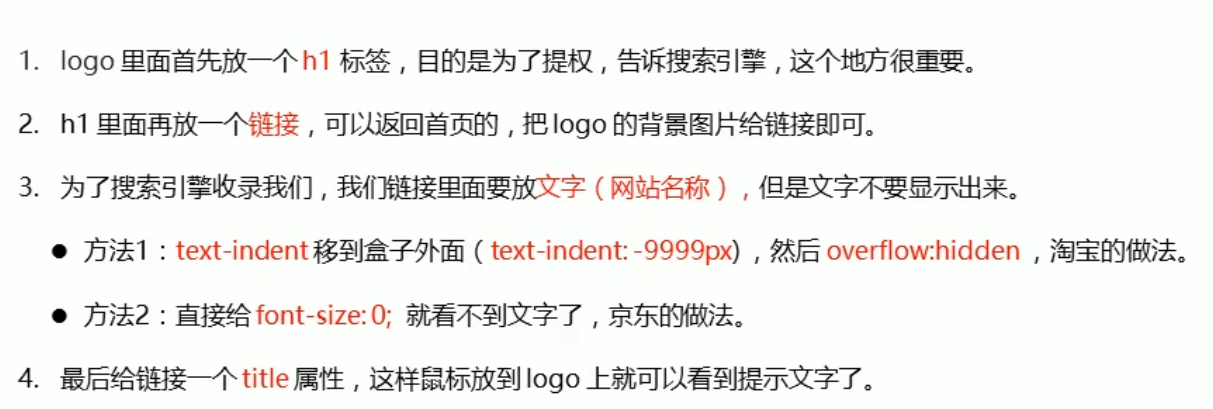 1. logo 里面首先放一个 h1 标签，目的是为了提权，告诉搜索引擎，这个地方很重要。
2. h1 里面再放一个链接，可以返回首页的，把 logo 的背景图片给链接即可。
3. 为了搜索引擎收录我们，我们链接里面要放文字（网站名称），但是文字不要显示出来。
● 方法1：text-indent 移到盒子外面（ text-indent: -9999px) ，然后 overflow:hidden ，淘宝的做法。
● 方法2：直接给 font-size: 0; 就看不到文字了，京东的做法。
4. 最后给链接一个 title 属性，这样鼠标放到 logo 上就可以看到提示文字了。